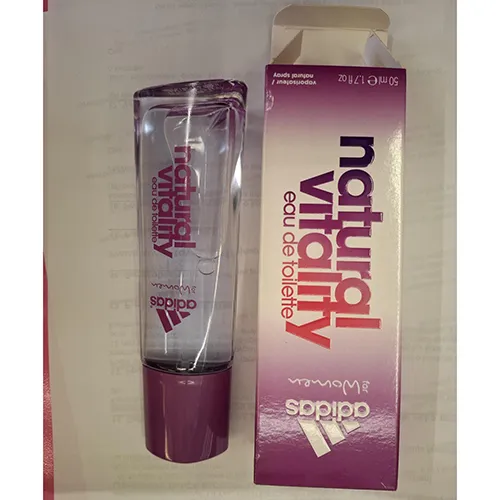 natural
vitality
eau de toilette
for Women
adidas
50 ml e 1.7 fl oz
vaporisateur /
natural spray
natural
vitality
eau de toilette
for Women
adidas